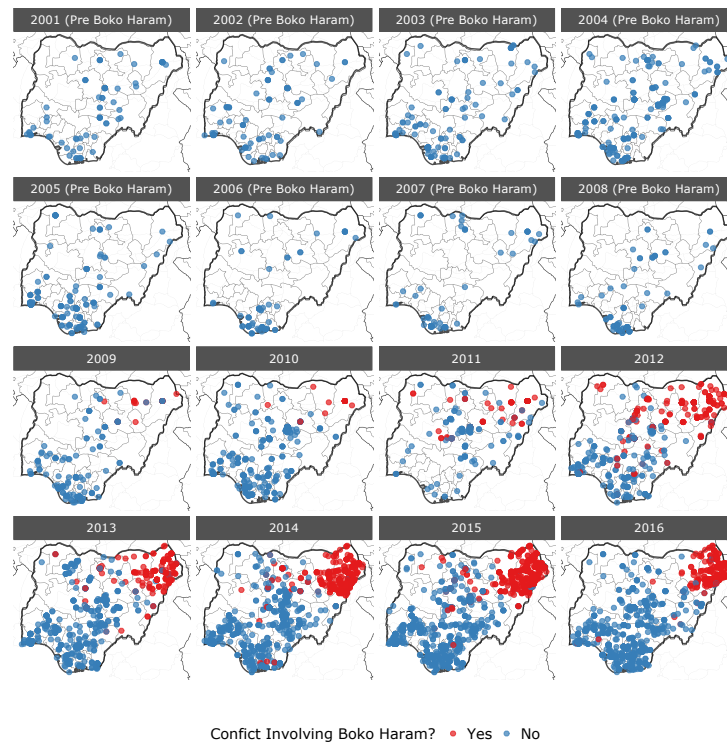 2001 (Pre Boko Haram)
2002 (Pre Boko Haram)
2003 (Pre Boko Haram)
2004 (Pre Boko Haram)
2005 (Pre Boko Haram)
2006 (Pre Boko Haram)
2007 (Pre Boko Haram)
2008 (Pre Boko Haram)
2009
2010
2011
2012
2013
2014
2015
2016
Confict Involving Boko Haram? Yes No